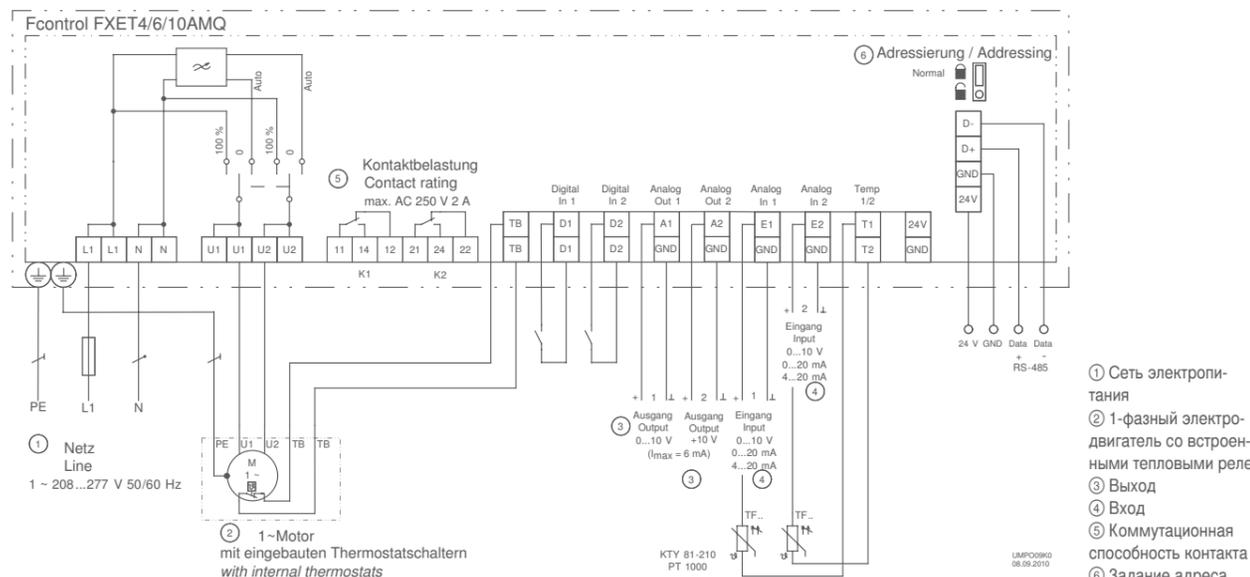 Fcontrol FXET4/6/10AMQ
⑥ Adressierung / Addressing
Normal
Auto
Auto
100 %
0
100 %
0
⑤ Kontaktbelastung
Contact rating
max. AC 250 V 2 A
D-
D+
GND
24V
Digital In 1
Digital In 2
Analog Out 1
Analog Out 2
Analog In 1
Analog In 2
Temp 1/2
L1 L1 N N U1 U1 U2 U2 11 14 12 21 24 22
K1 K2
TB D1 D2 A1 A2 E1 E2 T1 24V
TB D1 D2 GND GND GND GND T2 GND
24 V GND Data + Data -
RS-485
+ 2 ⊥
Eingang
Input
0...10 V
0...20 mA
4...20 mA
④
PE L1 N
① Netz
Line
1 ~ 208...277 V 50/60 Hz
+ 1 ⊥
③ Ausgang
Output
0...10 V
(Imax = 6 mA)
+ 2 ⊥
Ausgang
Output
+10 V
③
+ 1 ⊥
Eingang
Input
0...10 V
0...20 mA
4...20 mA
④
PE U1 U2 TB TB
M
1 ~
② 1~Motor
mit eingebauten Thermostatschaltern
with internal thermostats
TF..
TF..
KTY 81-210
PT 1000
UMPO09K0
08.09.2010
① Сеть электропи-
тания
② 1-фазный электро-
двигатель со встроен-
ными тепловыми реле
③ Выход
④ Вход
⑤ Коммутационная
способность контакта
⑥ Задание адреса